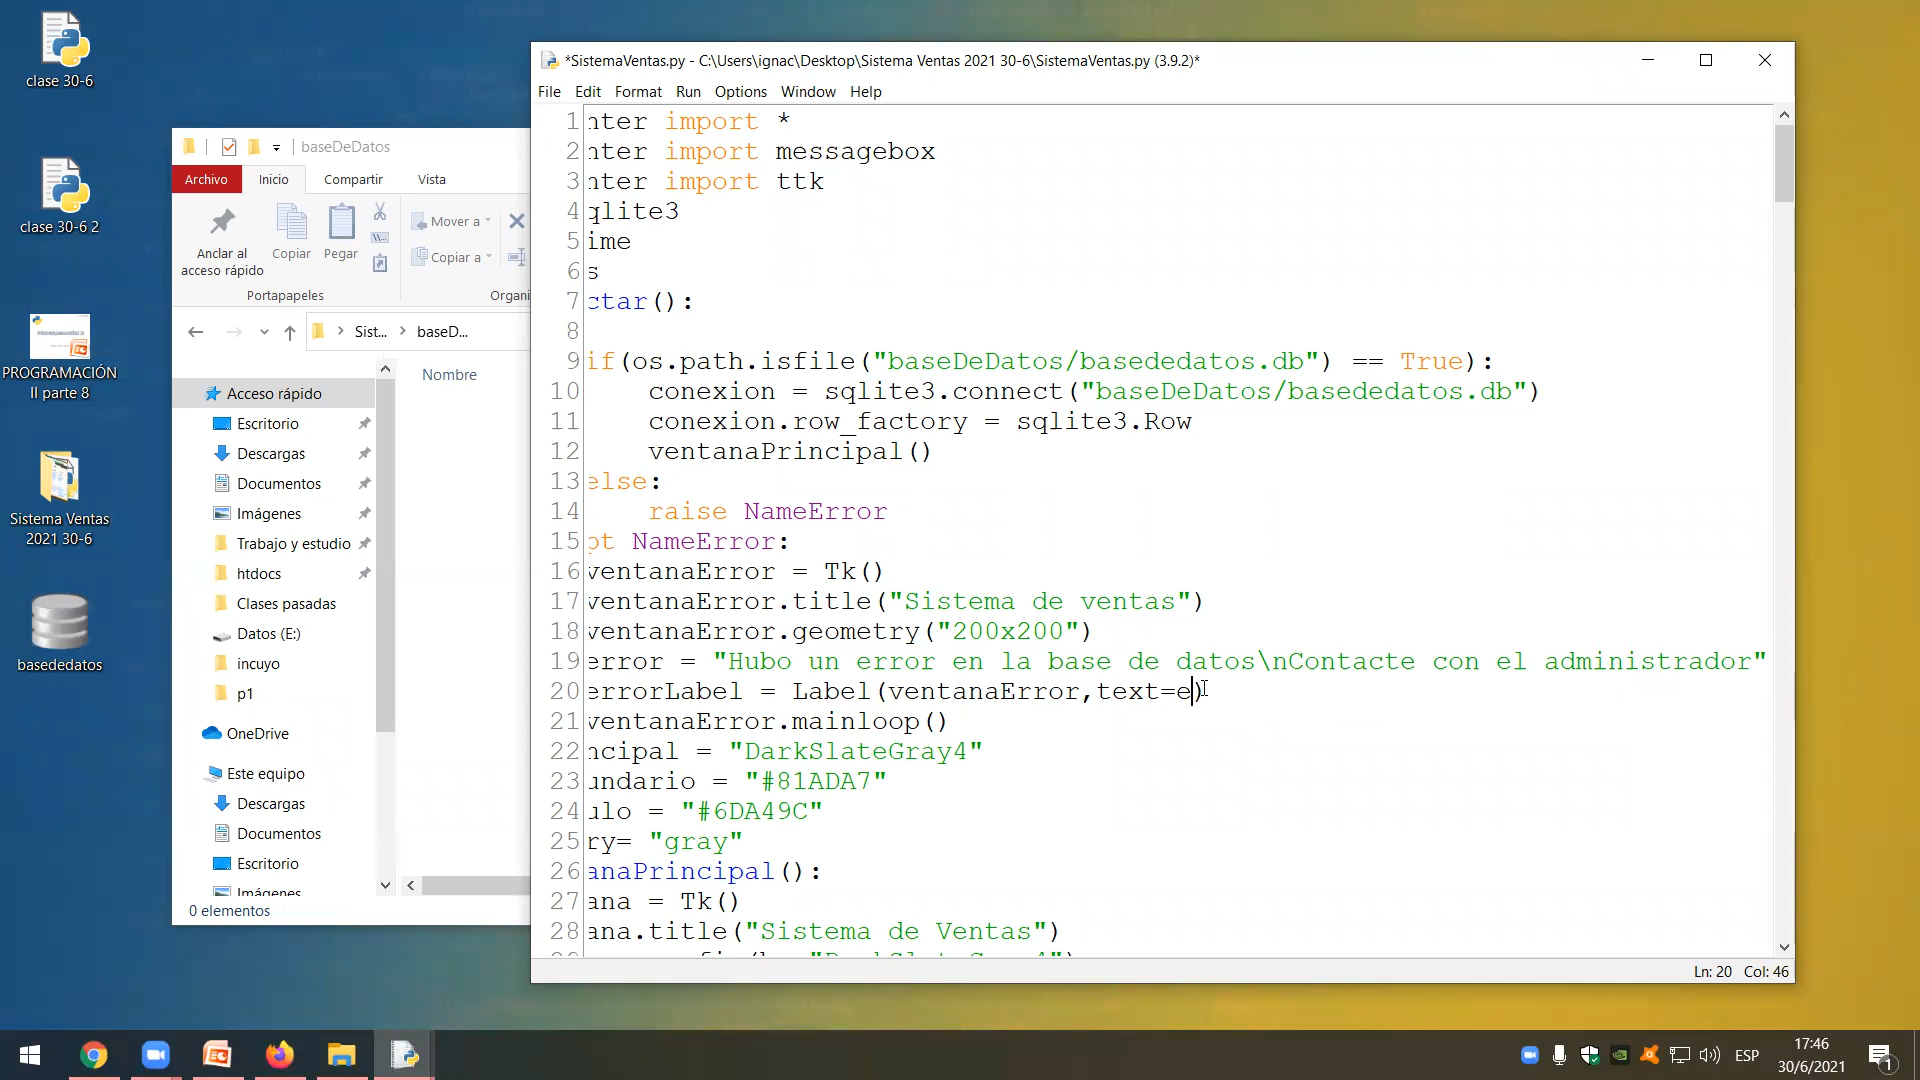 clase 30-6
clase 30-6 2
PROGRAMACIÓN
II parte 8
Sistema Ventas
2021 30-6
basededatos
baseDeDatos
Archivo Inicio Compartir Vista
Anclar al
acceso rápido
Copiar
Pegar
Mover a
Copiar a
Portapapeles
Organi
Sist... baseD...
Nombre
Acceso rápido
Escritorio
Descargas
Documentos
Imágenes
Trabajo y estudio
htdocs
Clases pasadas
Datos (E:)
incuyo
p1
OneDrive
Este equipo
Descargas
Documentos
Escritorio
Imágenes
0 elementos
*SistemaVentas.py - C:\Users\ignac\Desktop\Sistema Ventas 2021 30-6\SistemaVentas.py (3.9.2)*
File Edit Format Run Options Window Help
1 nter import *
2 nter import messagebox
3 nter import ttk
4 qlite3
5 ime
6 s
7 ctar():
8
9 if(os.path.isfile("baseDeDatos/basededatos.db") == True):
10 conexion = sqlite3.connect("baseDeDatos/basededatos.db")
11 conexion.row_factory = sqlite3.Row
12 ventanaPrincipal()
13 else:
14 raise NameError
15 pt NameError:
16 ventanaError = Tk()
17 ventanaError.title("Sistema de ventas")
18 ventanaError.geometry("200x200")
19 error = "Hubo un error en la base de datos\nContacte con el administrador"
20 errorLabel = Label(ventanaError,text=e)
21 ventanaError.mainloop()
22 ncipal = "DarkSlateGray4"
23 undario = "#81ADA7"
24 ulo = "#6DA49C"
25 ry= "gray"
26 anaPrincipal():
27 ana = Tk()
28 ana.title("Sistema de Ventas")
Ln: 20 Col: 46
ESP
17:46
30/6/2021
1